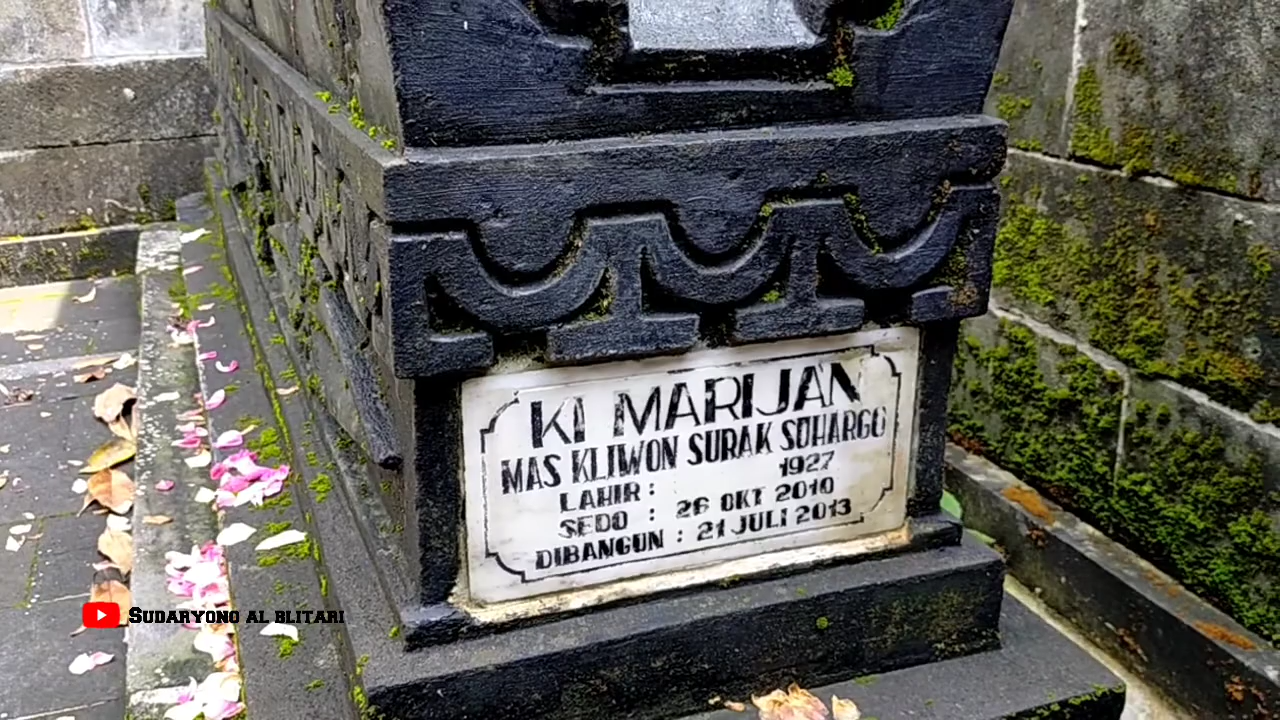 KI MARIJAN
MAS KLIWON SURAK SUHARGO
LAHIR : 1927
SEDO : 26 OKT 2010
DIBANGUN : 21 JULI 2013
SUDARYONO AL BLITARI